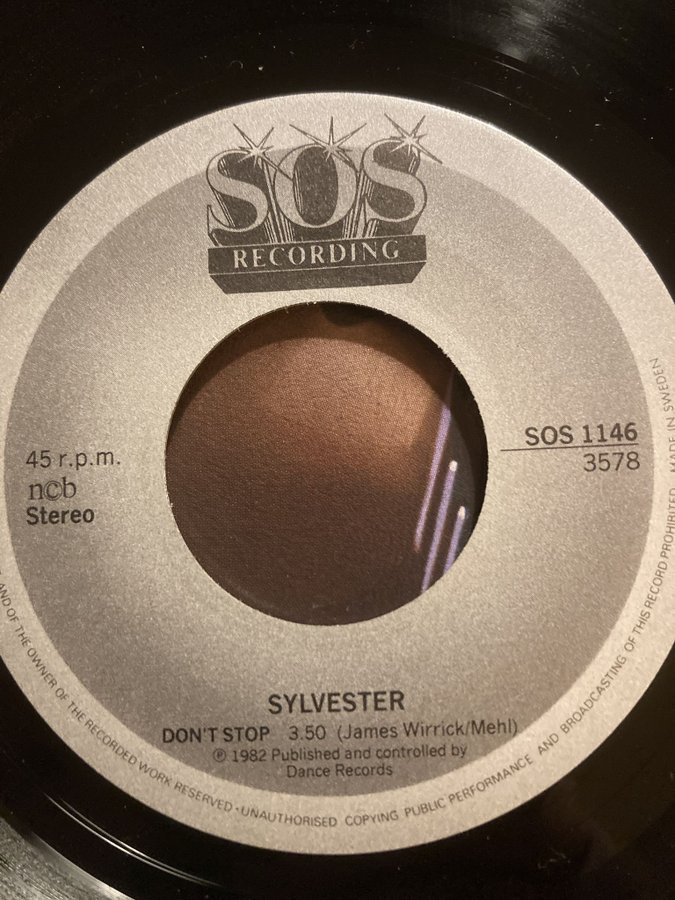 SOS
RECORDING
45 r.p.m.
n©b
Stereo
SOS 1146
3578
SYLVESTER
DON'T STOP 3.50 (James Wirrick/Mehl)
℗ 1982 Published and controlled by
Dance Records
AND OF THE OWNER OF THE RECORDED WORK RESERVED · UNAUTHORISED COPYING PUBLIC PERFORMANCE AND BROADCASTING OF THIS RECORD PROHIBITED. MADE IN SWEDEN